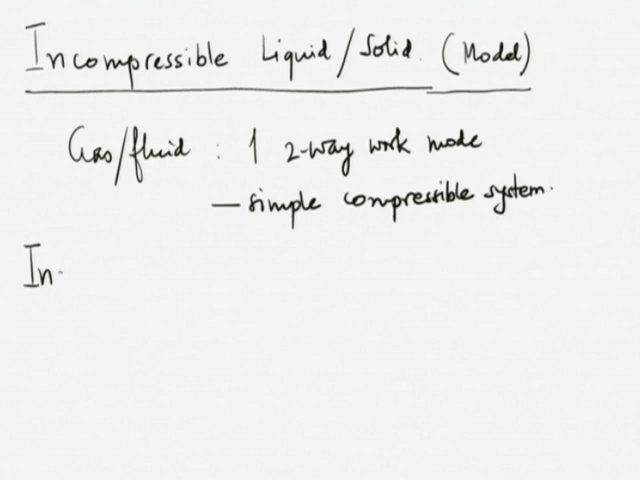 Incompressible Liquid/Solid. (Model)
Gas/fluid : 1 2-way work mode
— simple compressible system.
In